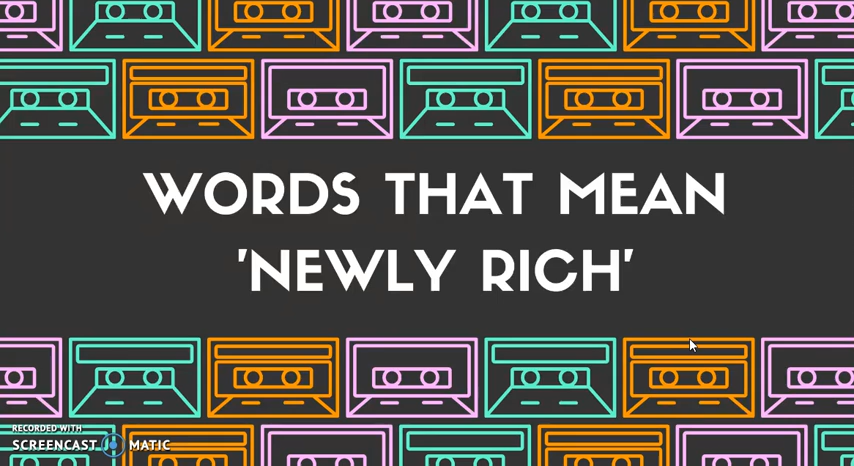 WORDS THAT MEAN
'NEWLY RICH'
RECORDED WITH
SCREENCAST MATIC